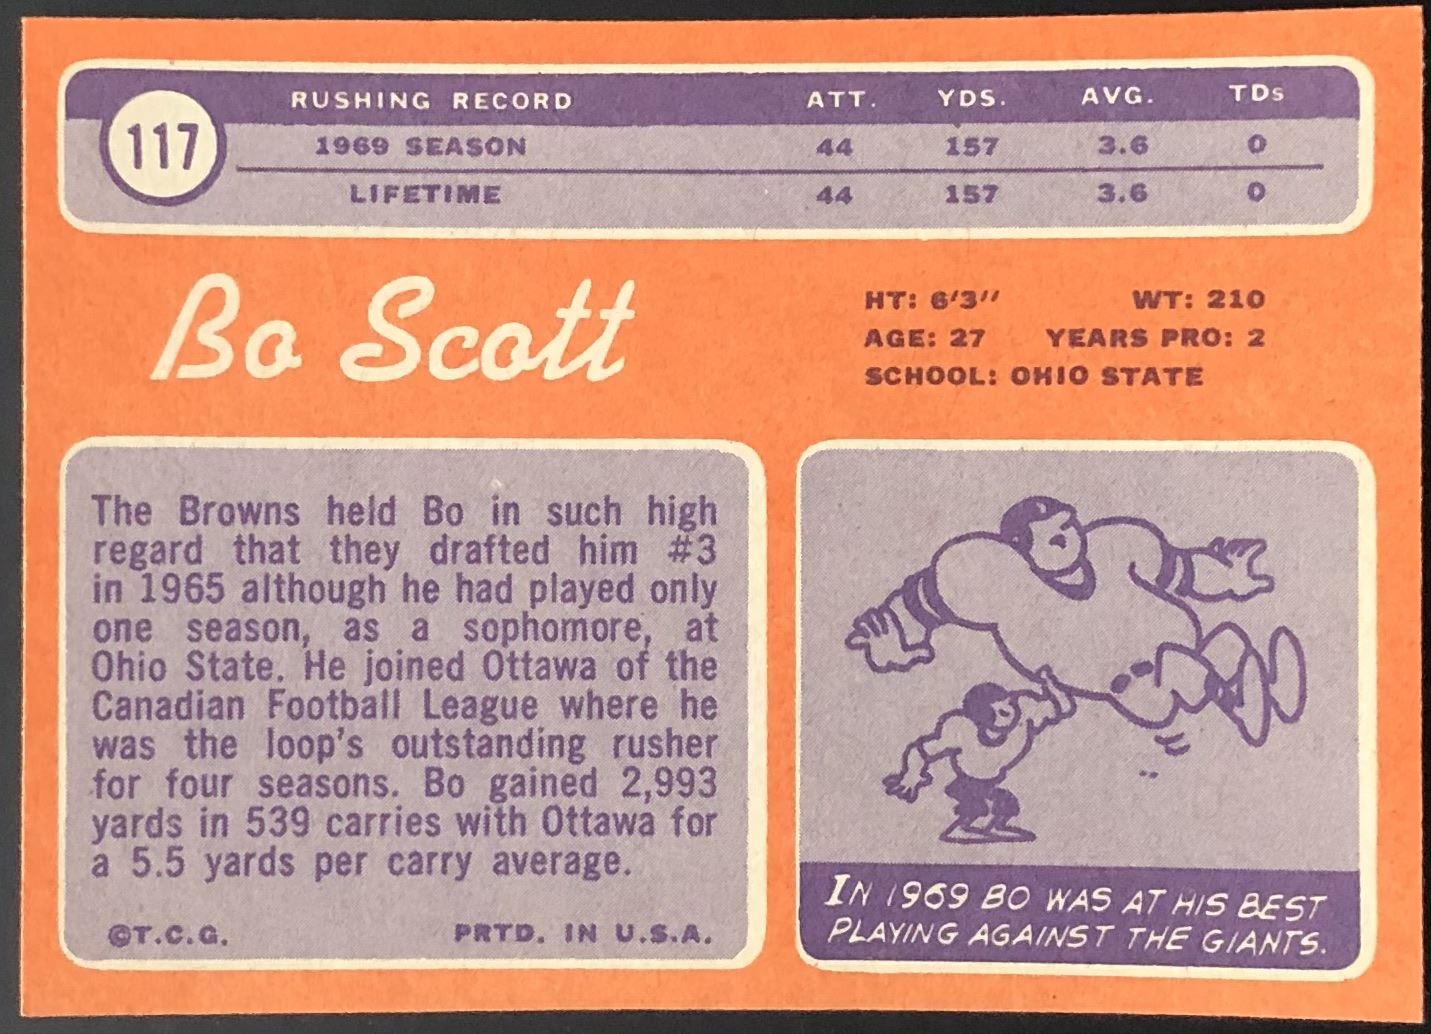 117
RUSHING RECORD ATT. YDS. AVG. TDs
1969 SEASON 44 157 3.6 0
LIFETIME 44 157 3.6 0
Bo Scott
HT: 6'3'' WT: 210
AGE: 27 YEARS PRO: 2
SCHOOL: OHIO STATE
The Browns held Bo in such high
regard that they drafted him #3
in 1965 although he had played only
one season, as a sophomore, at
Ohio State. He joined Ottawa of the
Canadian Football League where he
was the loop's outstanding rusher
for four seasons. Bo gained 2,993
yards in 539 carries with Ottawa for
a 5.5 yards per carry average.
©T.C.G. PRTD. IN U.S.A.
IN 1969 BO WAS AT HIS BEST
PLAYING AGAINST THE GIANTS.